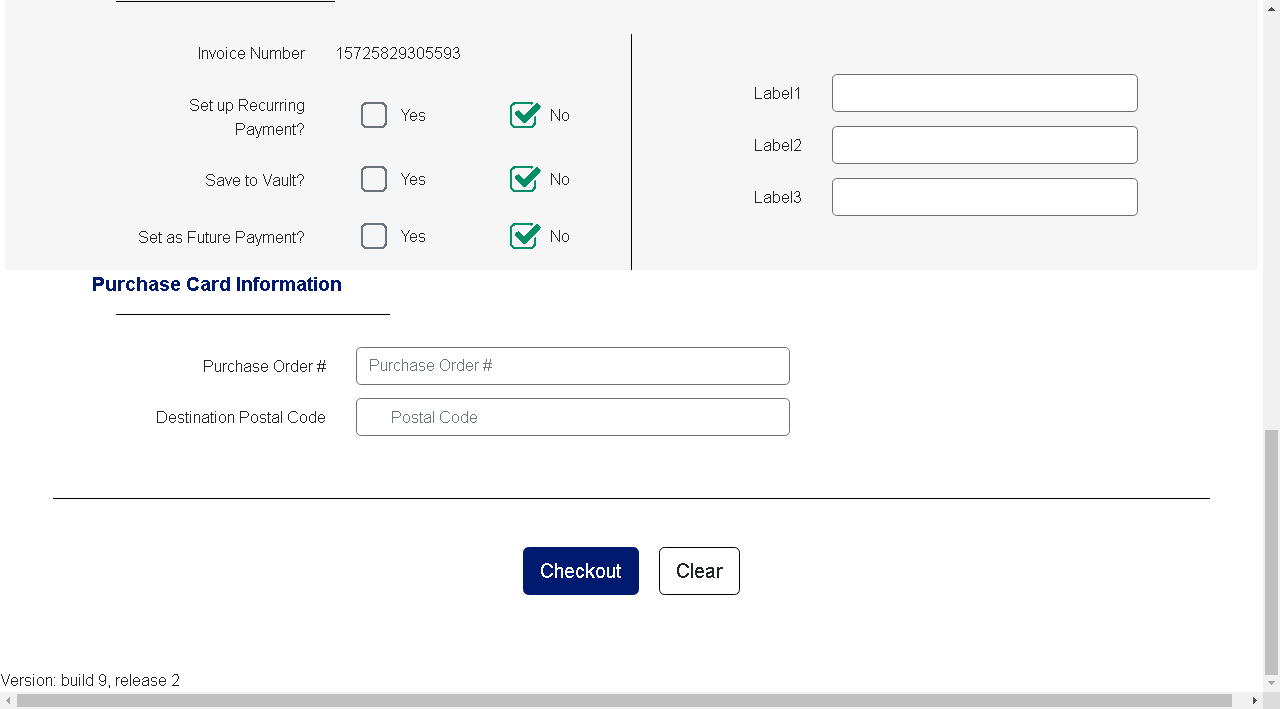 Invoice Number 15725829305593
Set up Recurring
Payment? Yes No
Save to Vault? Yes No
Set as Future Payment? Yes No
Label1
Label2
Label3
Purchase Card Information
Purchase Order # Purchase Order #
Destination Postal Code Postal Code
Checkout Clear
Version: build 9, release 2